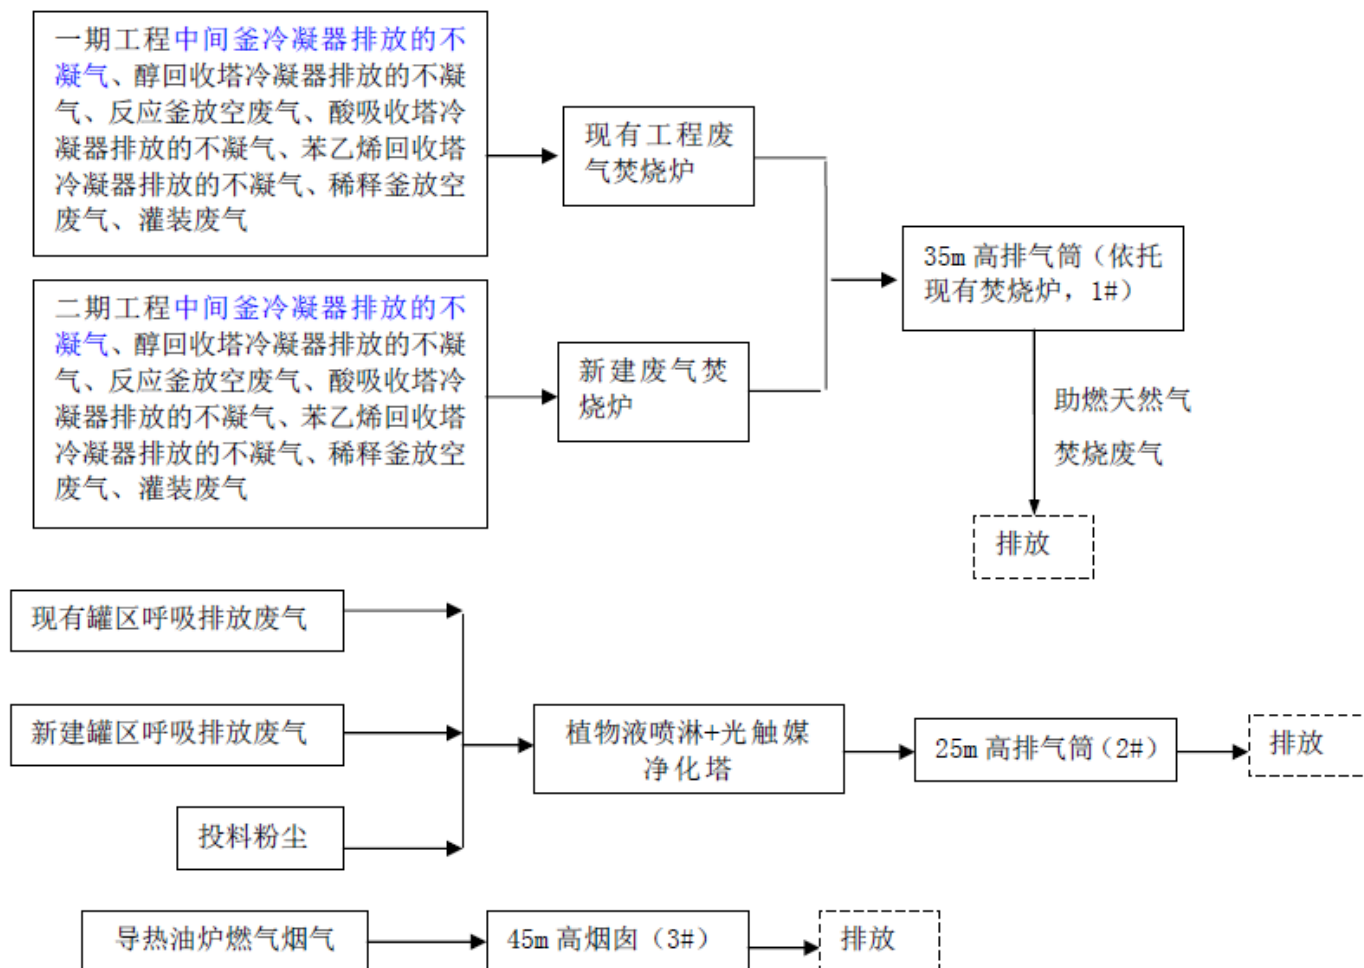 一期工程中间釜冷凝器排放的不
凝气、醇回收塔冷凝器排放的不凝
气、反应釜放空废气、酸吸收塔冷
凝器排放的不凝气、苯乙烯回收塔
冷凝器排放的不凝气、稀释釜放空
废气、灌装废气
现有工程废
气焚烧炉
二期工程中间釜冷凝器排放的不
凝气、醇回收塔冷凝器排放的不凝
气、反应釜放空废气、酸吸收塔冷
凝器排放的不凝气、苯乙烯回收塔
冷凝器排放的不凝气、稀释釜放空
废气、灌装废气
新建废气焚
烧炉
35m 高排气筒（依托
现有焚烧炉，1#）
助燃天然气
焚烧废气
排放
现有罐区呼吸排放废气
新建罐区呼吸排放废气
投料粉尘
植物液喷淋+光触媒
净化塔
25m 高排气筒（2#）
排放
导热油炉燃气烟气
45m 高烟囱（3#）
排放